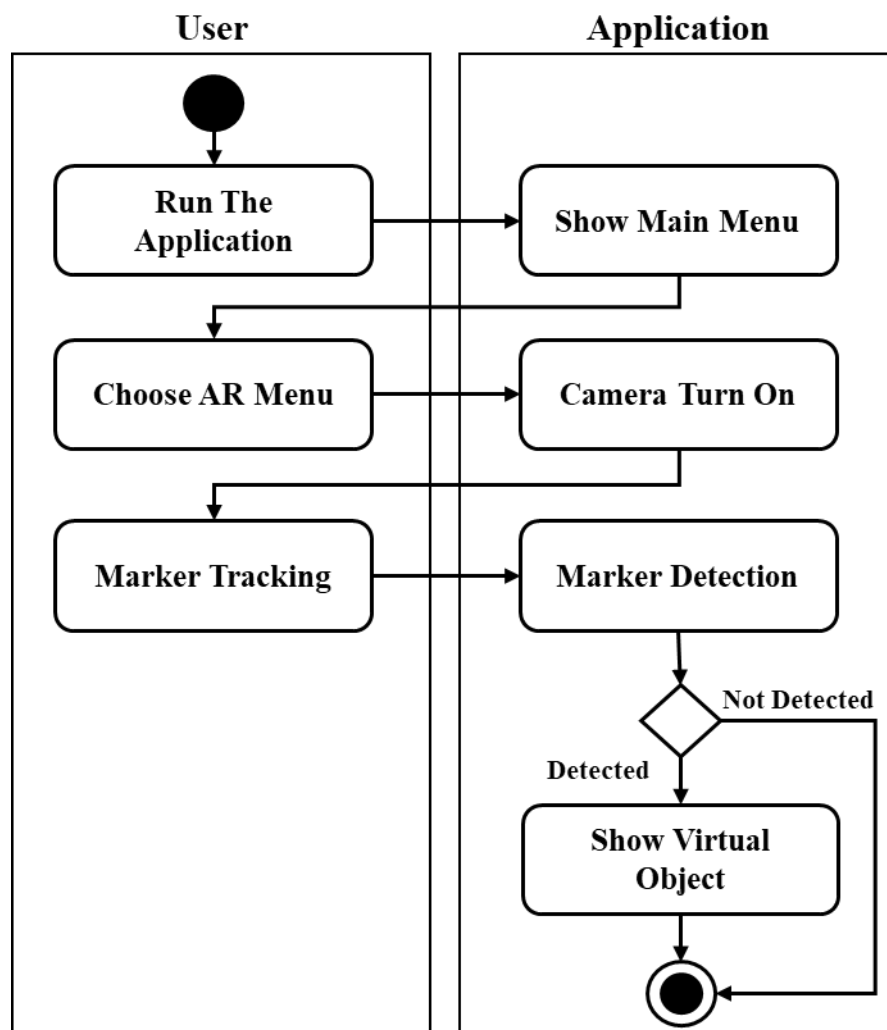 User
Application
Run The
Application
Show Main Menu
Choose AR Menu
Camera Turn On
Marker Tracking
Marker Detection
Not Detected
Detected
Show Virtual
Object